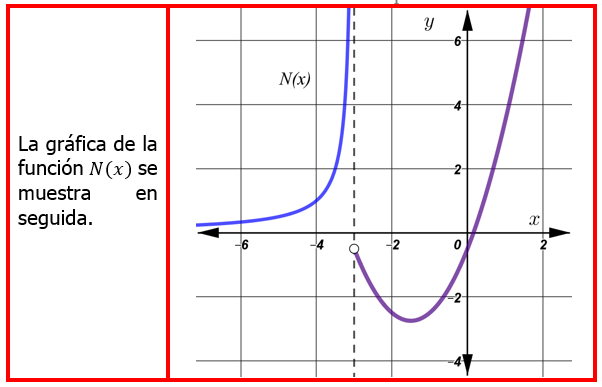 La gráfica de la
función N(x) se
muestra en
seguida.
y
6
N(x)
4
2
x
-6
-4
-2
0
2
-2
-4